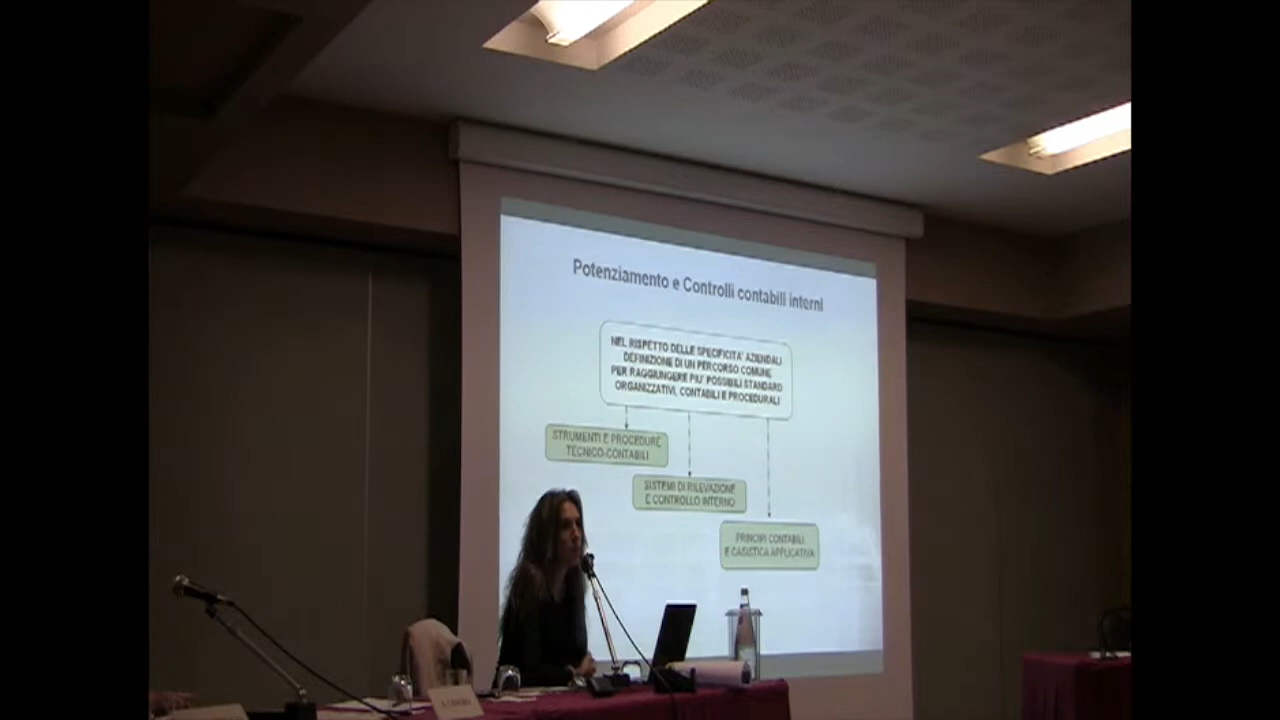 Potenziamento e Controlli contabili interni
NEL RISPETTO DELLE SPECIFICITA' AZIENDALI
DEFINIZIONE DI UN PERCORSO COMUNE
PER RAGGIUNGERE PIU' POSSIBILI STANDARD
ORGANIZZATIVI, CONTABILI E PROCEDURALI
STRUMENTI E PROCEDURE
TECNICO-CONTABILI
SISTEMI DI RILEVAZIONE
E CONTROLLO INTERNO
PRINCIPI CONTABILI
E CASISTICA APPLICATIVA